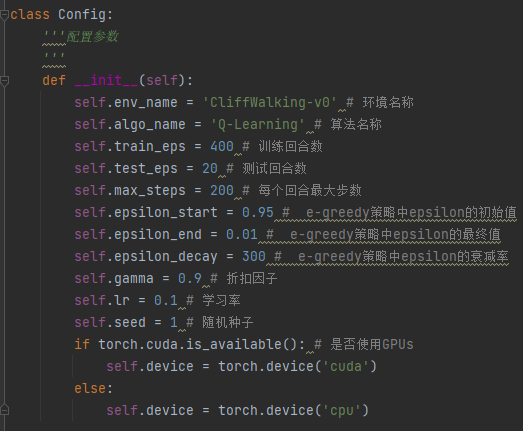 class Config:
    '''配置参数
    '''
    def __init__(self):
        self.env_name = 'CliffWalking-v0' # 环境名称
        self.algo_name = 'Q-Learning' # 算法名称
        self.train_eps = 400 # 训练回合数
        self.test_eps = 20 # 测试回合数
        self.max_steps = 200 # 每个回合最大步数
        self.epsilon_start = 0.95 #  e-greedy策略中epsilon的初始值
        self.epsilon_end = 0.01 #  e-greedy策略中epsilon的最终值
        self.epsilon_decay = 300 #  e-greedy策略中epsilon的衰减率
        self.gamma = 0.9 # 折扣因子
        self.lr = 0.1 # 学习率
        self.seed = 1 # 随机种子
        if torch.cuda.is_available(): # 是否使用GPUs
            self.device = torch.device('cuda')
        else:
            self.device = torch.device('cpu')